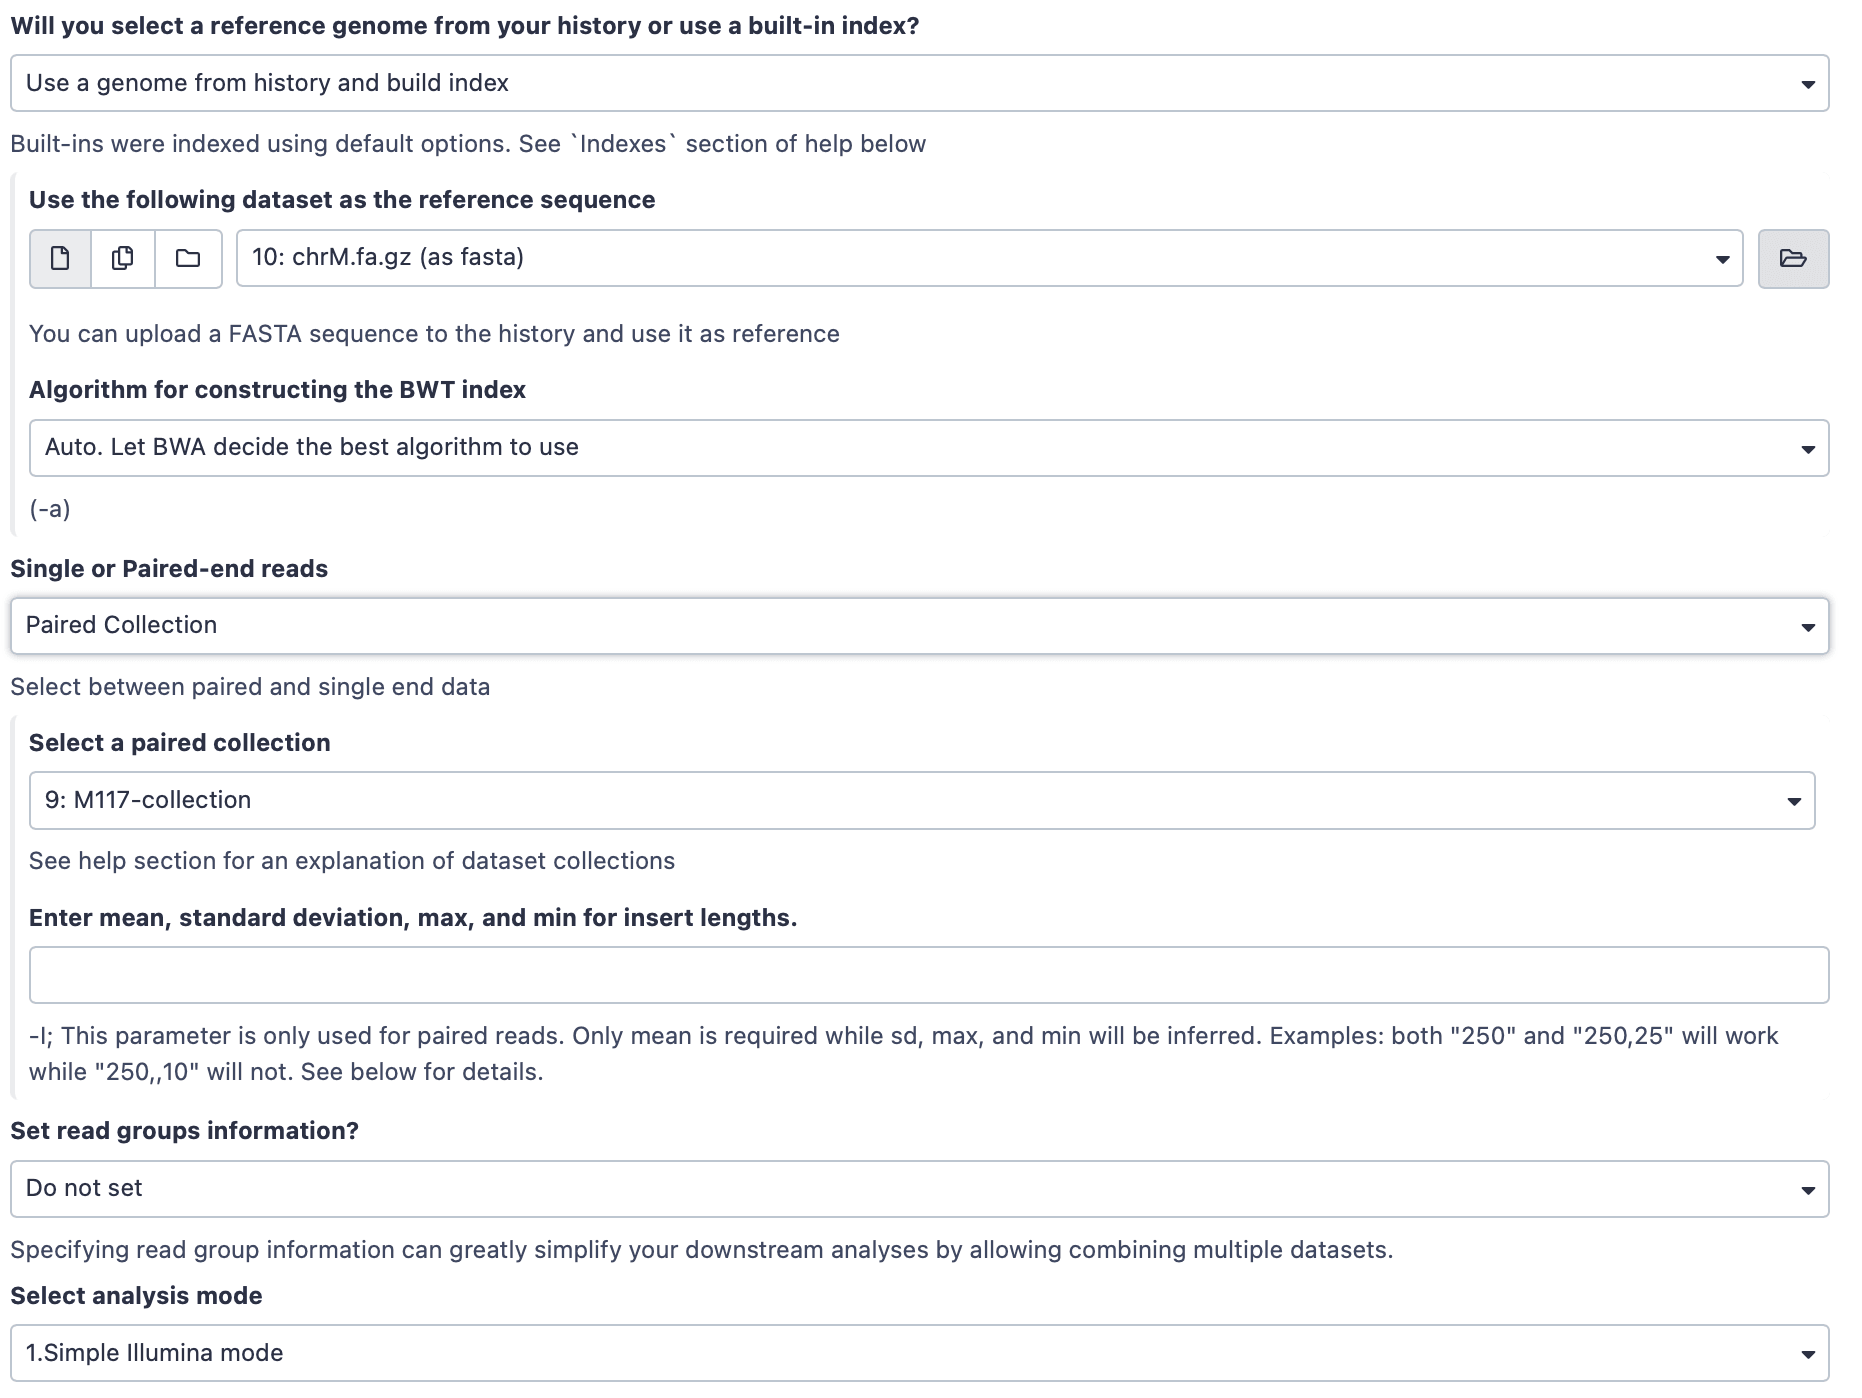 Will you select a reference genome from your history or use a built-in index?
Use a genome from history and build index
Built-ins were indexed using default options. See `Indexes` section of help below
Use the following dataset as the reference sequence
10: chrM.fa.gz (as fasta)
You can upload a FASTA sequence to the history and use it as reference
Algorithm for constructing the BWT index
Auto. Let BWA decide the best algorithm to use
(-a)
Single or Paired-end reads
Paired Collection
Select between paired and single end data
Select a paired collection
9: M117-collection
See help section for an explanation of dataset collections
Enter mean, standard deviation, max, and min for insert lengths.
-I; This parameter is only used for paired reads. Only mean is required while sd, max, and min will be inferred. Examples: both "250" and "250,25" will work
while "250,,10" will not. See below for details.
Set read groups information?
Do not set
Specifying read group information can greatly simplify your downstream analyses by allowing combining multiple datasets.
Select analysis mode
1.Simple Illumina mode